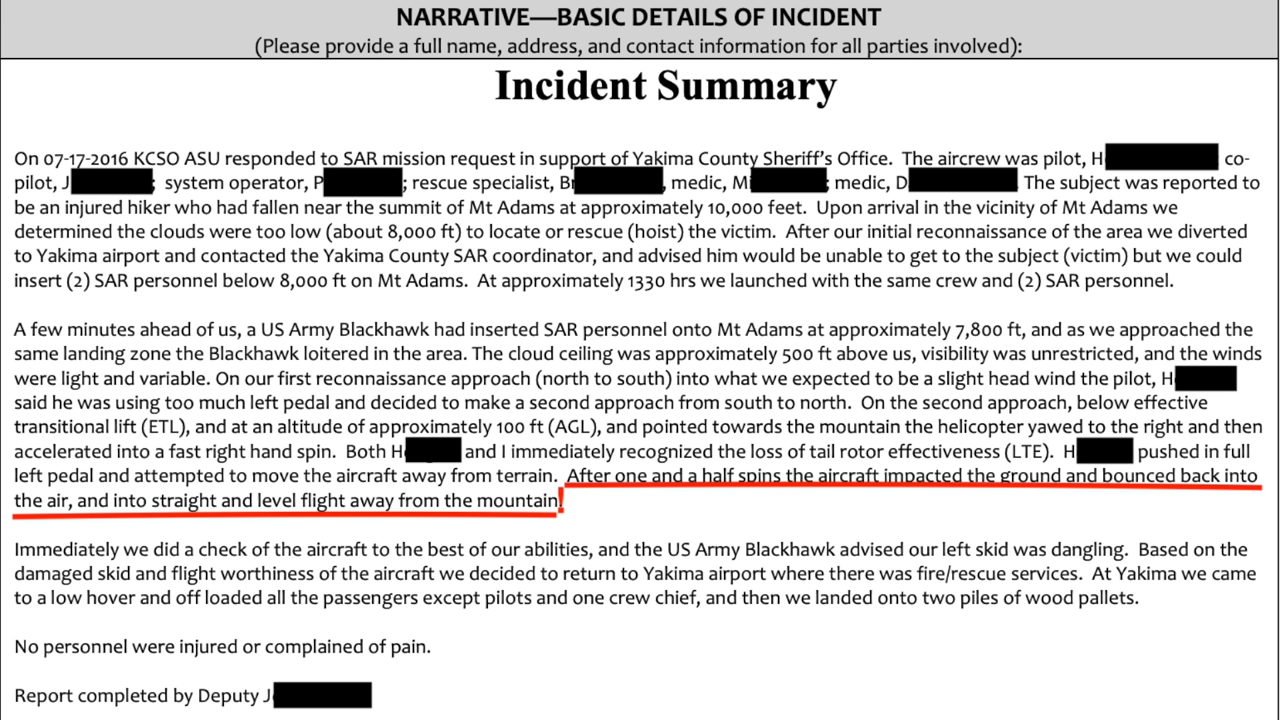 NARRATIVE—BASIC DETAILS OF INCIDENT
(Please provide a full name, address, and contact information for all parties involved):
Incident Summary
On 07-17-2016 KCSO ASU responded to SAR mission request in support of Yakima County Sheriff's Office. The aircrew was pilot, H co-
pilot, J ; system operator, P ; rescue specialist, Br , medic, M ; medic, D . The subject was reported to
be an injured hiker who had fallen near the summit of Mt Adams at approximately 10,000 feet. Upon arrival in the vicinity of Mt Adams we
determined the clouds were too low (about 8,000 ft) to locate or rescue (hoist) the victim. After our initial reconnaissance of the area we diverted
to Yakima airport and contacted the Yakima County SAR coordinator, and advised him would be unable to get to the subject (victim) but we could
insert (2) SAR personnel below 8,000 ft on Mt Adams. At approximately 1330 hrs we launched with the same crew and (2) SAR personnel.
A few minutes ahead of us, a US Army Blackhawk had inserted SAR personnel onto Mt Adams at approximately 7,800 ft, and as we approached the
same landing zone the Blackhawk loitered in the area. The cloud ceiling was approximately 500 ft above us, visibility was unrestricted, and the winds
were light and variable. On our first reconnaissance approach (north to south) into what we expected to be a slight head wind the pilot, H
said he was using too much left pedal and decided to make a second approach from south to north. On the second approach, below effective
transitional lift (ETL), and at an altitude of approximately 100 ft (AGL), and pointed towards the mountain the helicopter yawed to the right and then
accelerated into a fast right hand spin. Both H and I immediately recognized the loss of tail rotor effectiveness (LTE). H pushed in full
left pedal and attempted to move the aircraft away from terrain. After one and a half spins the aircraft impacted the ground and bounced back into
the air, and into straight and level flight away from the mountain!
Immediately we did a check of the aircraft to the best of our abilities, and the US Army Blackhawk advised our left skid was dangling. Based on the
damaged skid and flight worthiness of the aircraft we decided to return to Yakima airport where there was fire/rescue services. At Yakima we came
to a low hover and off loaded all the passengers except pilots and one crew chief, and then we landed onto two piles of wood pallets.
No personnel were injured or complained of pain.
Report completed by Deputy J